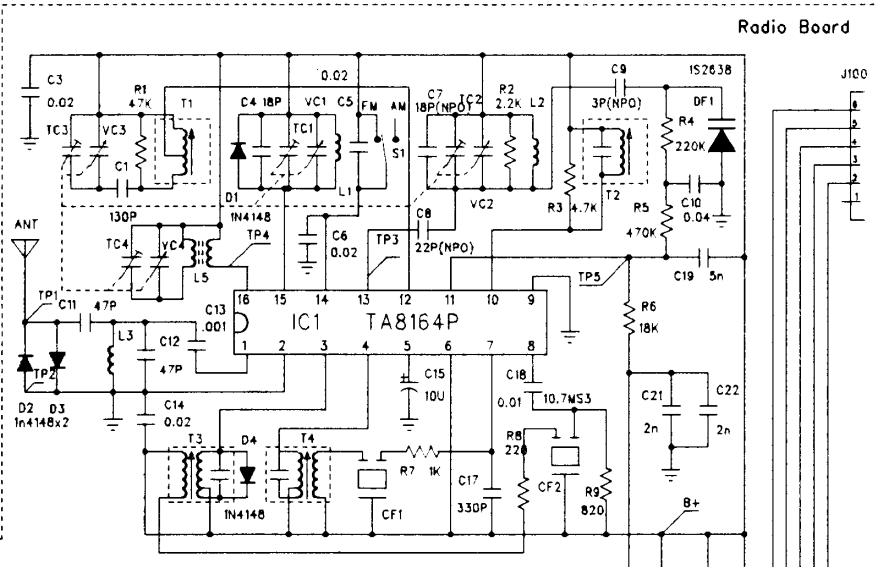 Radio Board
C3
0.02
R1
47K
T1
TC3
VC3
C1
130P
C4 18P
0.02
VC1
C5
FM
AM
TC1
S1
D1
1N4148
L1
C7
18P(NPO)
TC2
R2
2.2K
L2
VC2
C9
3P(NPO)
1S2638
DF1
R4
220K
T2
R3 4.7K
R5
470K
C10
0.04
C19
5n
J100
6
5
4
3
2
1
ANT
TC4
VC4
L5
TP4
C6
0.02
TP3
C8
22P(NPO)
TP5
16 15 14 13 12 11 10 9
IC1 TA8164P
1 2 3 4 5 6 7 8
TP1
C11
47P
C13
.001
L3
C12
47P
TP2
D2 D3
1n4148x2
C14
0.02
C15
10U
C18
0.01
10.7MS3
R6
18K
C21
2n
C22
2n
T3
D4
1N4148
T4
CF1
R7 1K
C17
330P
R8
220
CF2
R9
820
B+